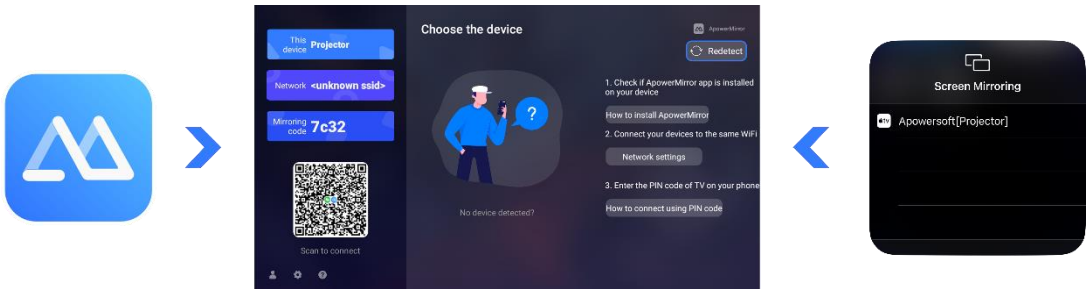 This
device Projector
Network <unknown ssid>
Mirroring
code 7c32
Scan to connect
Choose the device
ApowerMirror
Redetect
No device detected?
1. Check if ApowerMirror app is installed
on your device
How to install ApowerMirror
2. Connect your devices to the same WiFi
Network settings
3. Enter the PIN code of TV on your phone
How to connect using PIN code
Screen Mirroring
tv
Apowersoft[Projector]